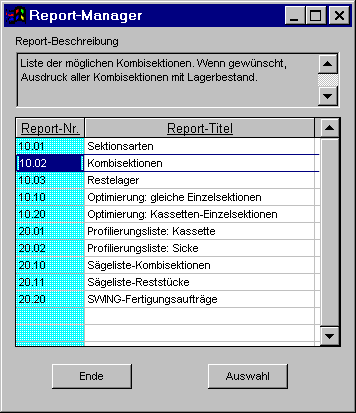 Report-Manager
Report-Beschreibung
Liste der möglichen Kombisektionen. Wenn gewünscht,
Ausdruck aller Kombisektionen mit Lagerbestand.
Report-Nr. Report-Titel
10.01 Sektionsarten
10.02 Kombisektionen
10.03 Restelager
10.10 Optimierung: gleiche Einzelsektionen
10.20 Optimierung: Kassetten-Einzelsektionen
20.01 Profilierungsliste: Kassette
20.02 Profilierungsliste: Sicke
20.10 Sägeliste-Kombisektionen
20.11 Sägeliste-Reststücke
20.20 SWING-Fertigungsaufträge
Ende Auswahl